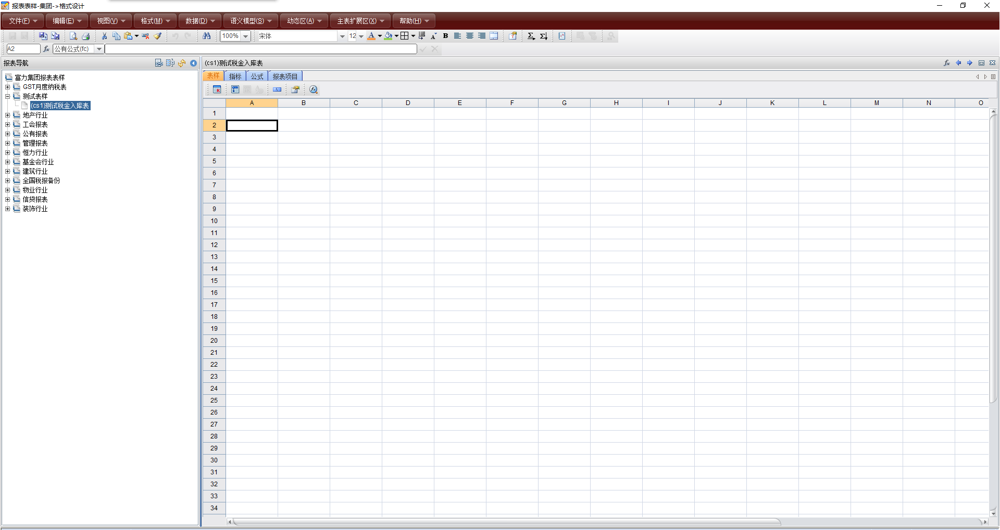 报表表样-集团->格式设计
文件(F) 编辑(E) 视图(V) 格式(M) 数据(D) 语义模型(S) 动态区(A) 主表扩展区(X) 帮助(H)
100% 宋体 12 A A B
A2 fx 公有公式(fc)
报表导航
富力集团报表表样
GST月度纳税表
测试表样
(cs1)测试税金入库表
地产行业
工会报表
公有报表
管理报表
恒力行业
基金会行业
建筑行业
全国税报备份
物业行业
信贷报表
装饰行业
(cs1)测试税金入库表 fx
表样 指标 公式 报表项目
A B C D E F G H I J K L M N O
1
2
3
4
5
6
7
8
9
10
11
12
13
14
15
16
17
18
19
20
21
22
23
24
25
26
27
28
29
30
31
32
33
34